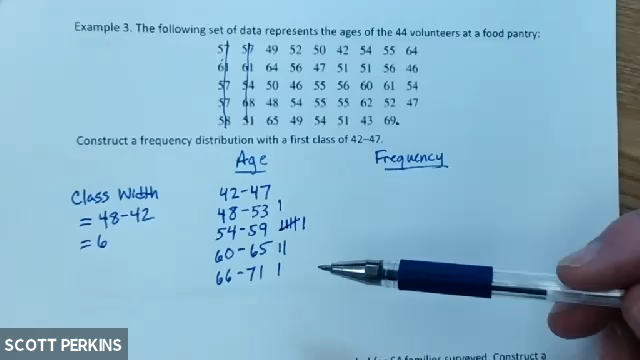 Example 3. The following set of data represents the ages of the 44 volunteers at a food pantry:
57 57 49 52 50 42 54 55 64
61 61 64 56 47 51 51 56 46
57 54 50 46 55 56 60 61 54
57 68 48 54 55 55 62 52 47
58 51 65 49 54 51 43 69.
Construct a frequency distribution with a first class of 42–47.
Age Frequency
Class Width
= 48-42
= 6
42-47
48-53 |
54-59 |||| |
60-65 ||
66-71 |
SCOTT PERKINS